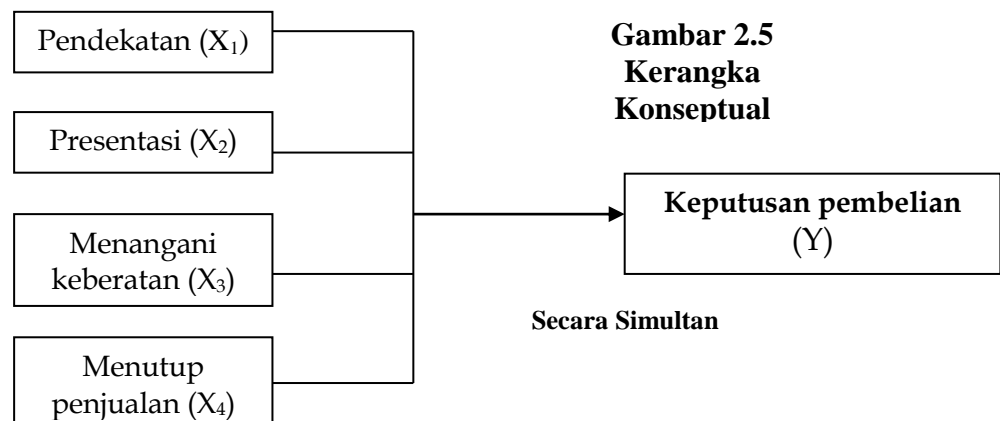 Pendekatan (X₁)
Gambar 2.5
Kerangka
Konseptual
Presentasi (X₂)
Keputusan pembelian
(Y)
Menangani
keberatan (X₃)
Secara Simultan
Menutup
penjualan (X₄)